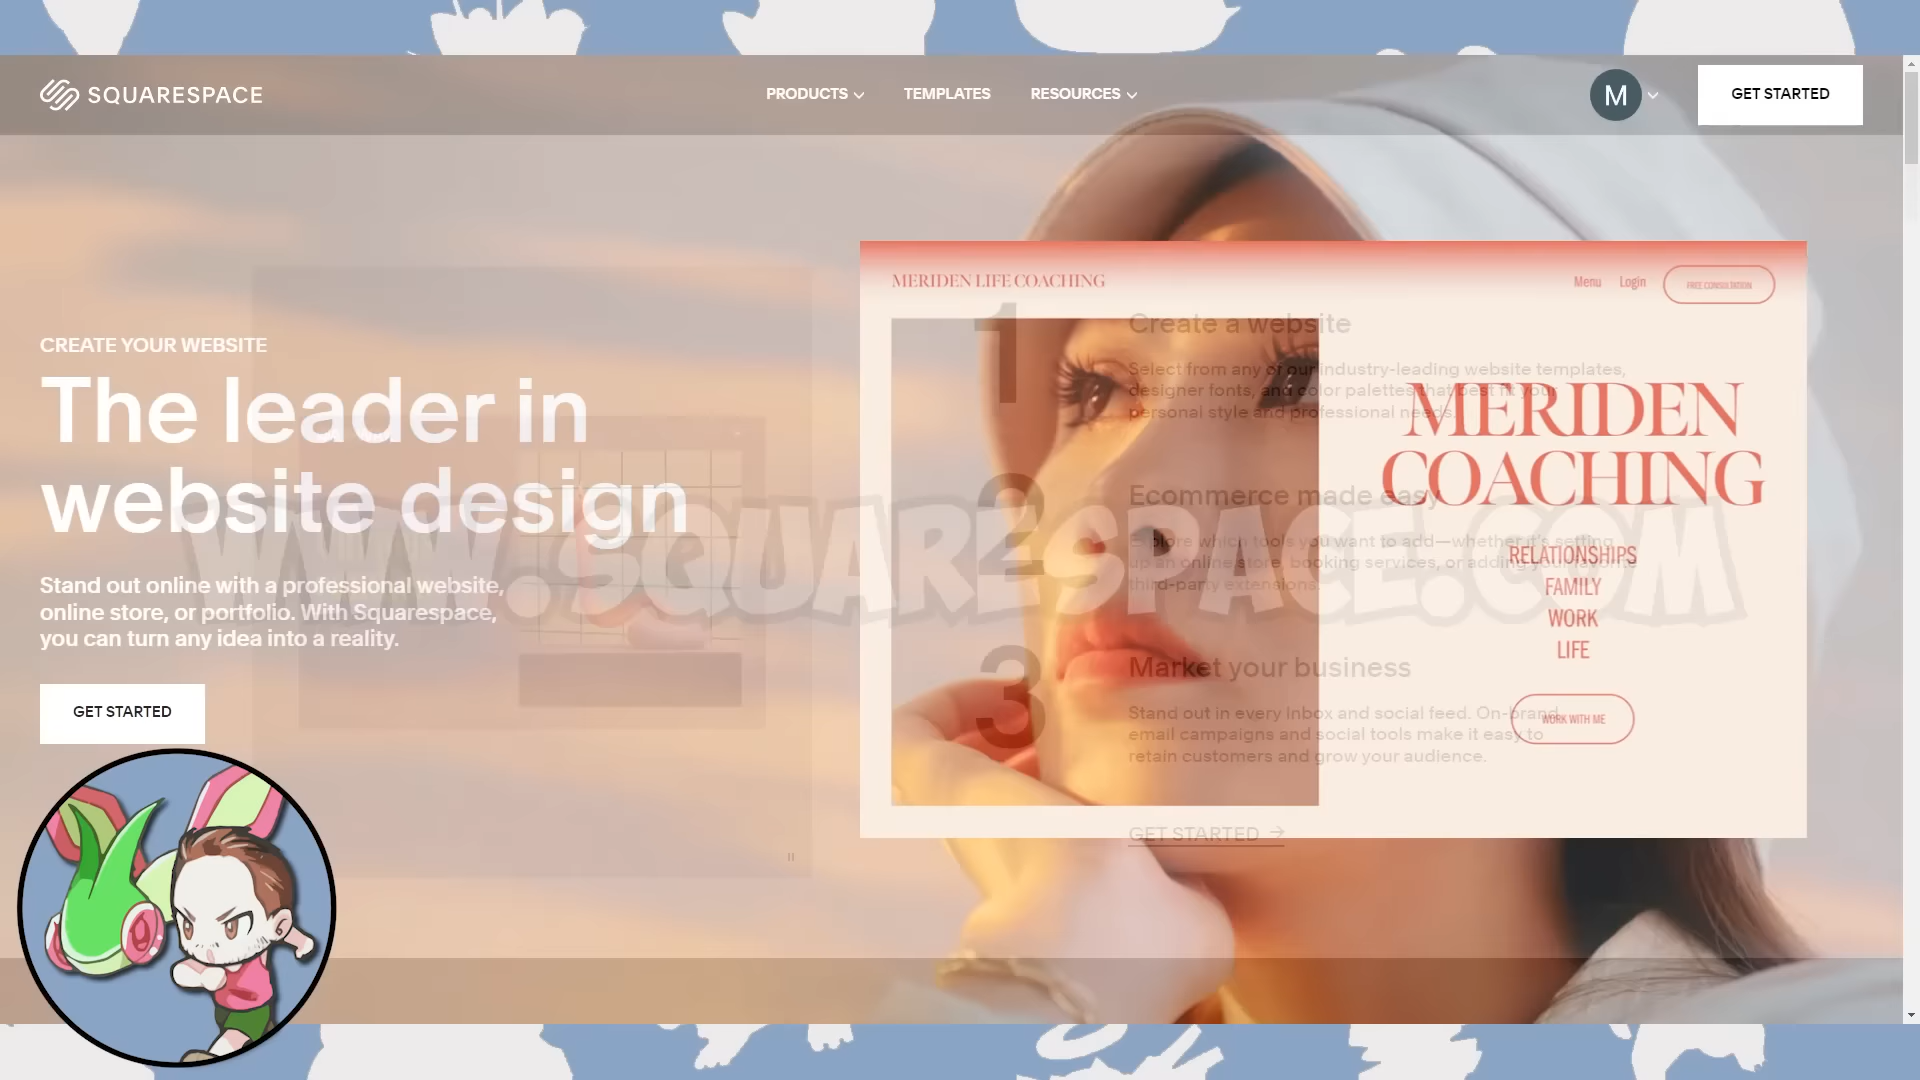 SQUARESPACE
PRODUCTS
TEMPLATES
RESOURCES
M
GET STARTED
CREATE YOUR WEBSITE
The leader in
website design
Stand out online with a professional website,
online store, or portfolio. With Squarespace,
you can turn any idea into a reality.
GET STARTED
MERIDEN LIFE COACHING
Menu
Login
FREE CONSULTATION
MERIDEN
COACHING
RELATIONSHIPS
FAMILY
WORK
LIFE
WORK WITH ME
1
Create a website
Select from any of our industry-leading website templates,
designer fonts, and color palettes that best fit your
personal style and professional needs.
2
Ecommerce made easy
Explore which tools you want to add—whether it's setting
up an online store, booking services, or adding your favorite
third-party extensions.
3
Market your business
Stand out in every inbox and social feed. On-brand
email campaigns and social tools make it easy to
retain customers and grow your audience.
GET STARTED
WWW.SQUARESPACE.COM